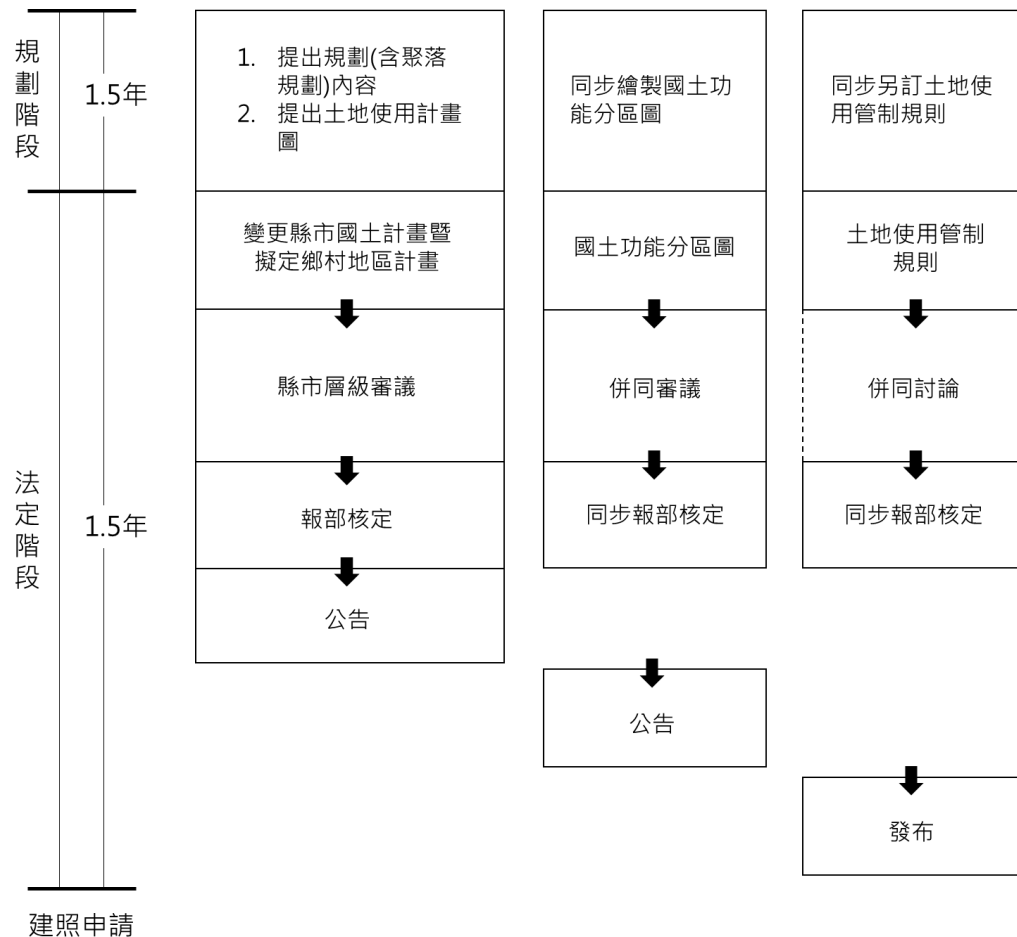 規劃階段
1.5年
1. 提出規劃(含聚落
規劃)內容
2. 提出土地使用計畫
圖
同步繪製國土功
能分區圖
同步另訂土地使
用管制規則
法定階段
1.5年
變更縣市國土計畫暨
擬定鄉村地區計畫
國土功能分區圖
土地使用管制
規則
縣市層級審議
併同審議
併同討論
報部核定
同步報部核定
同步報部核定
公告
公告
發布
建照申請